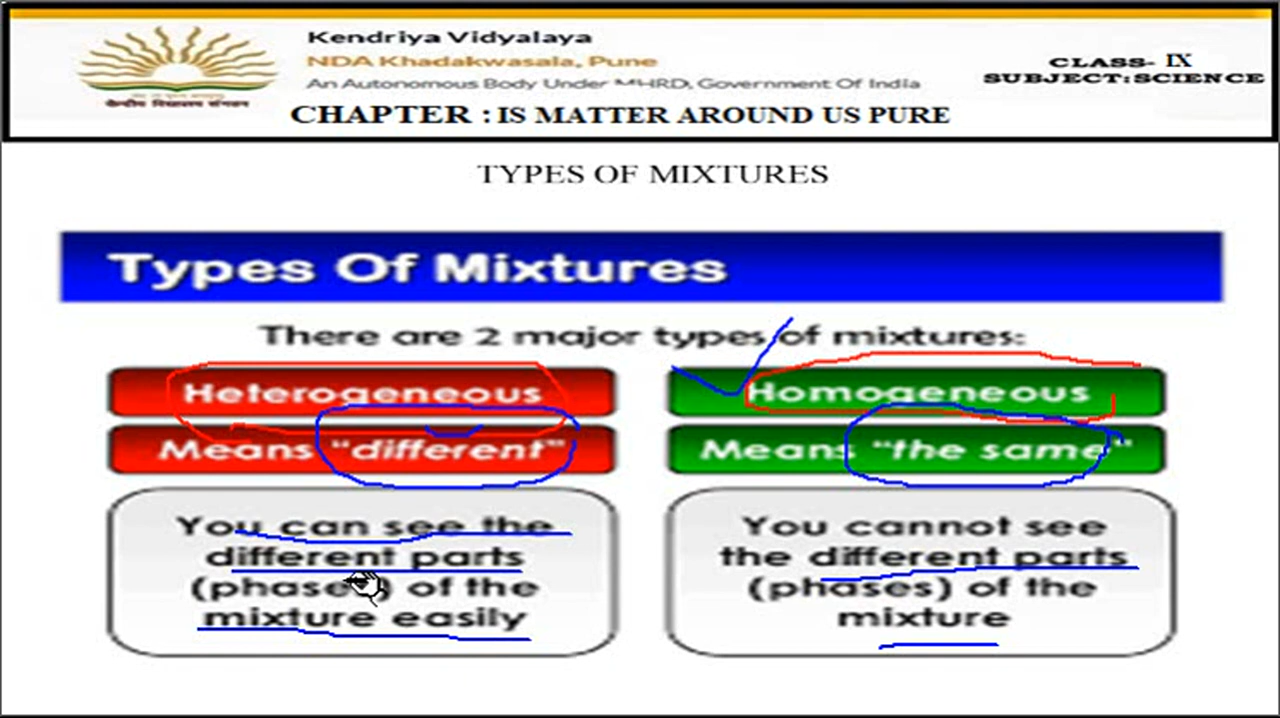 Kendriya Vidyalaya
NDA Khadakwasala, Pune
An Autonomous Body Under MHRD, Government Of India
केन्द्रीय विद्यालय संगठन
CLASS- IX
SUBJECT:SCIENCE
CHAPTER : IS MATTER AROUND US PURE
TYPES OF MIXTURES
Types Of Mixtures
There are 2 major types of mixtures:
Heterogeneous
Means "different"
You can see the
different parts
(phases) of the
mixture easily
Homogeneous
Means "the same"
You cannot see
the different parts
(phases) of the
mixture